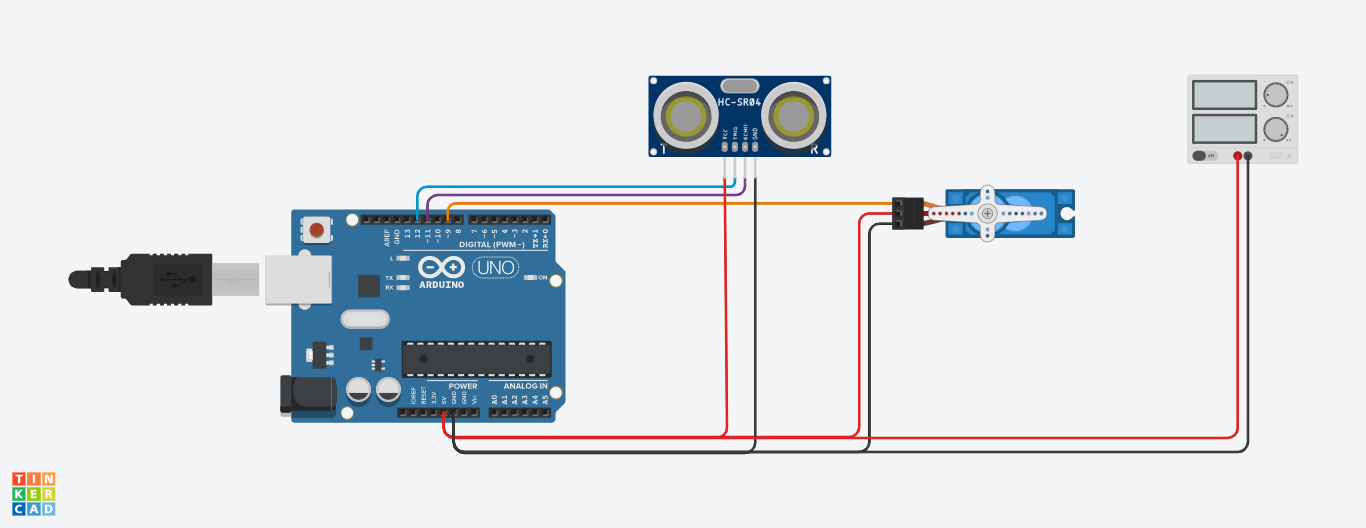 HC-SR04
VCC
TRIG
ECHO
GND
T
R
OFF
AREF
GND
13
12
~11
~10
~9
8
7
~6
~5
4
~3
2
TX→1
RX←0
DIGITAL (PWM~)
L
TX
RX
ARDUINO
UNO
ON
POWER
ANALOG IN
IOREF
RESET
3.3V
5V
GND
GND
Vin
A0
A1
A2
A3
A4
A5
TIN
KER
CAD